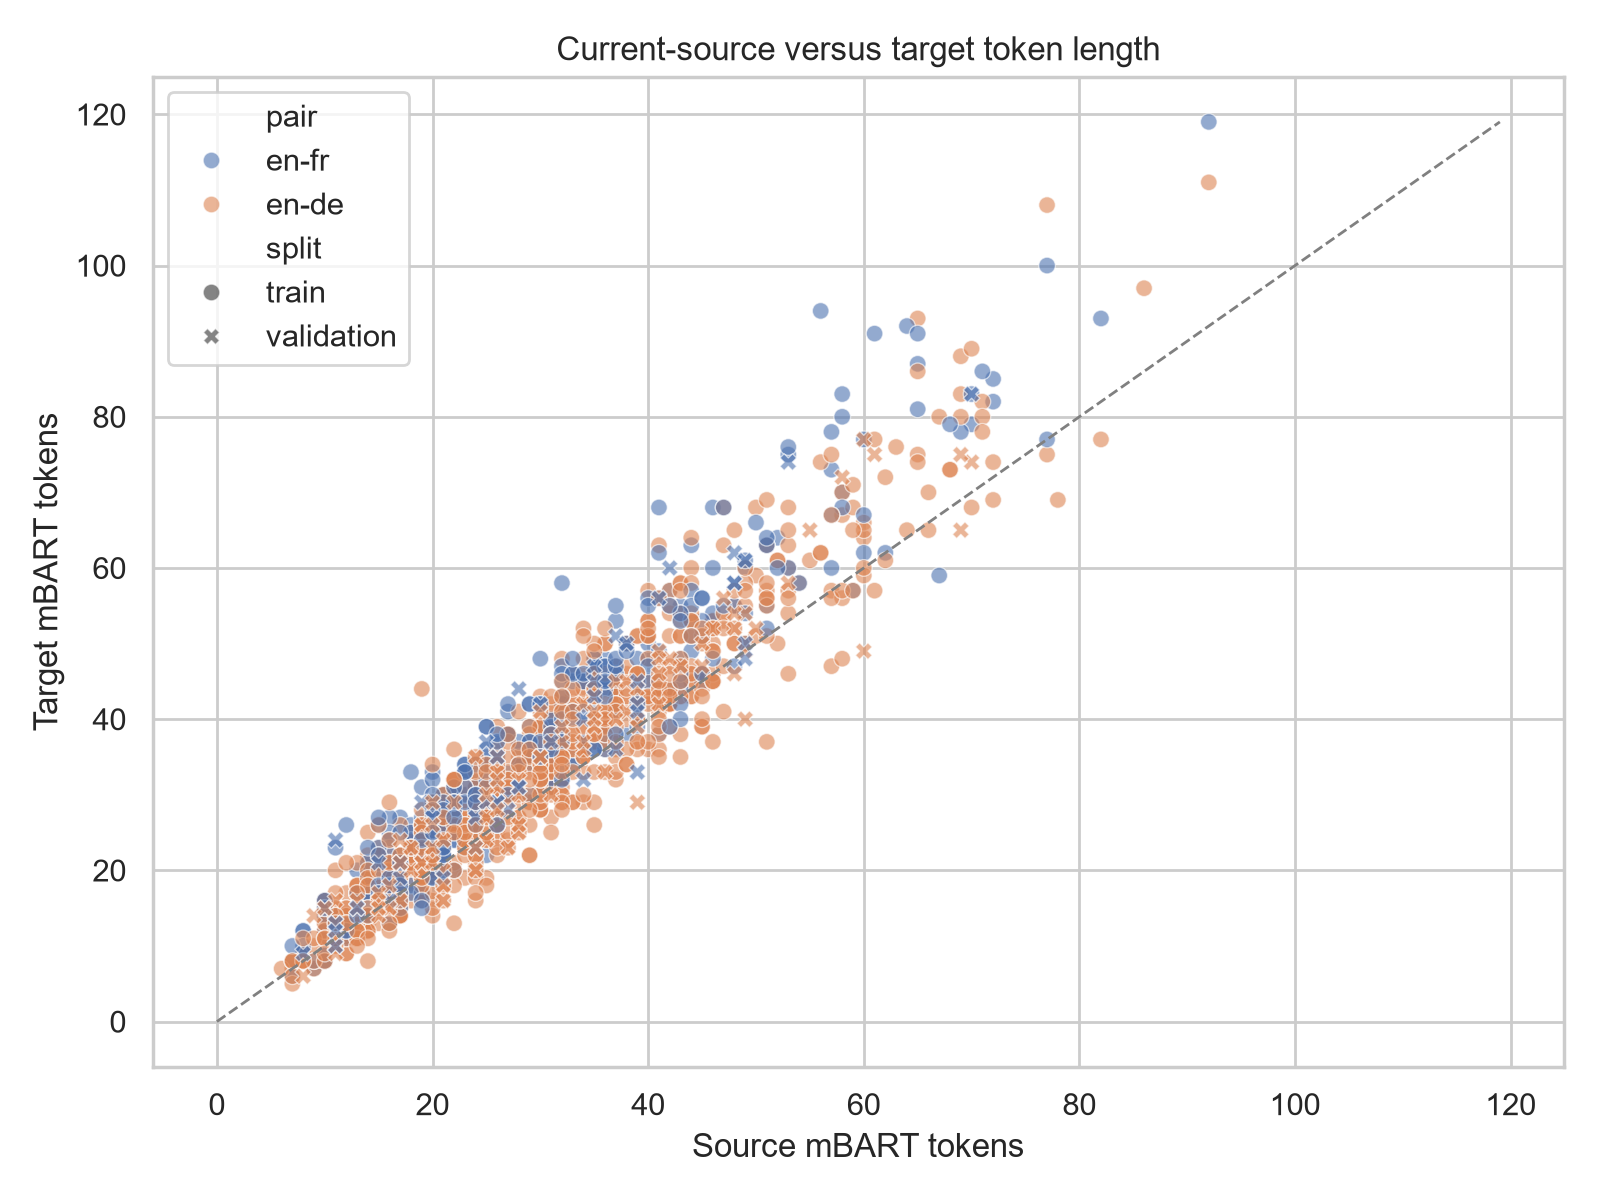 Current-source versus target token length
pair
en-fr
en-de
split
train
validation
Target mBART tokens
120
100
80
60
40
20
0
0 20 40 60 80 100 120
Source mBART tokens